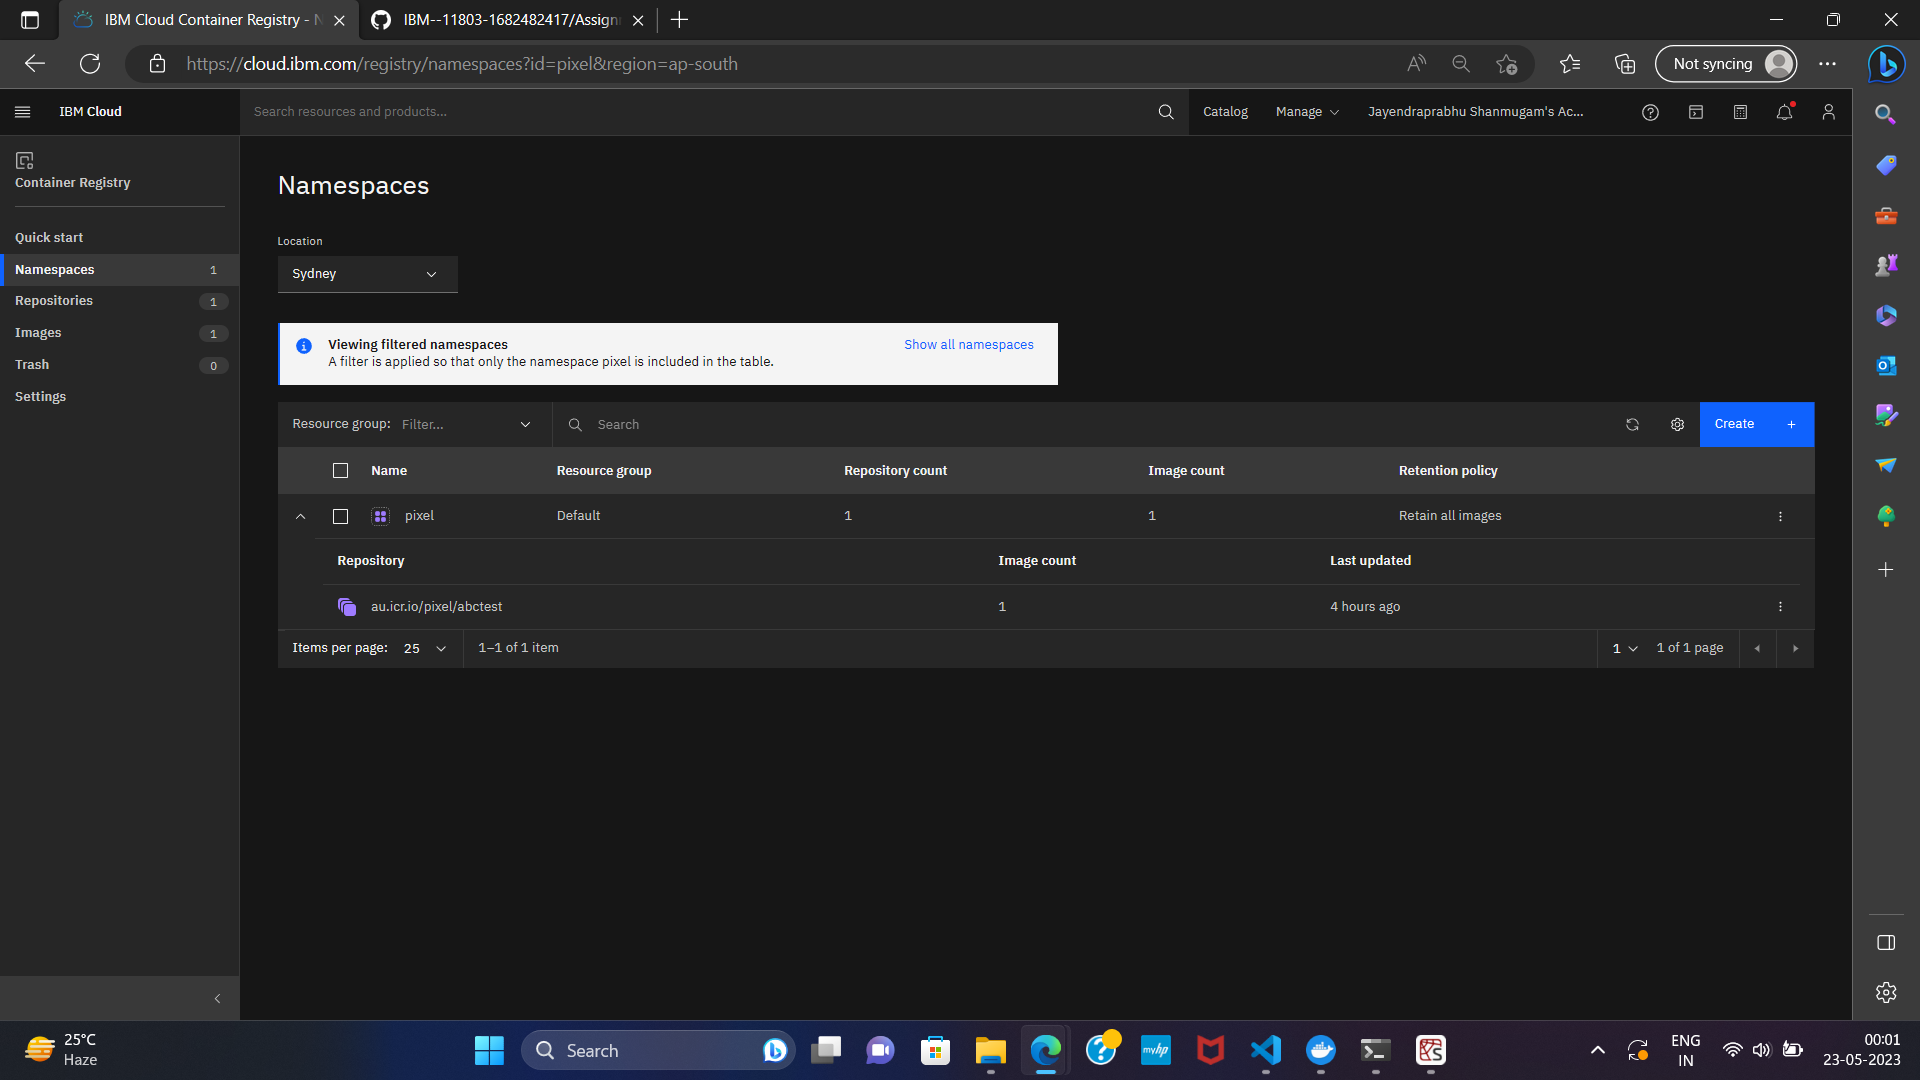 IBM Cloud Container Registry - N
IBM--11803-1682482417/Assign
https://cloud.ibm.com/registry/namespaces?id=pixel&region=ap-south
Not syncing
IBM Cloud
Search resources and products...
Catalog
Manage
Jayendraprabhu Shanmugam's Ac...
Container Registry
Quick start
Namespaces 1
Repositories 1
Images 1
Trash 0
Settings
Namespaces
Location
Sydney
Viewing filtered namespaces
Show all namespaces
A filter is applied so that only the namespace pixel is included in the table.
Resource group: Filter...
Search
Create +
Name Resource group Repository count Image count Retention policy
pixel Default 1 1 Retain all images
Repository Image count Last updated
au.icr.io/pixel/abctest 1 4 hours ago
Items per page: 25 1–1 of 1 item 1 1 of 1 page
25°C
Haze
Search
myhp
ENG
IN
00:01
23-05-2023